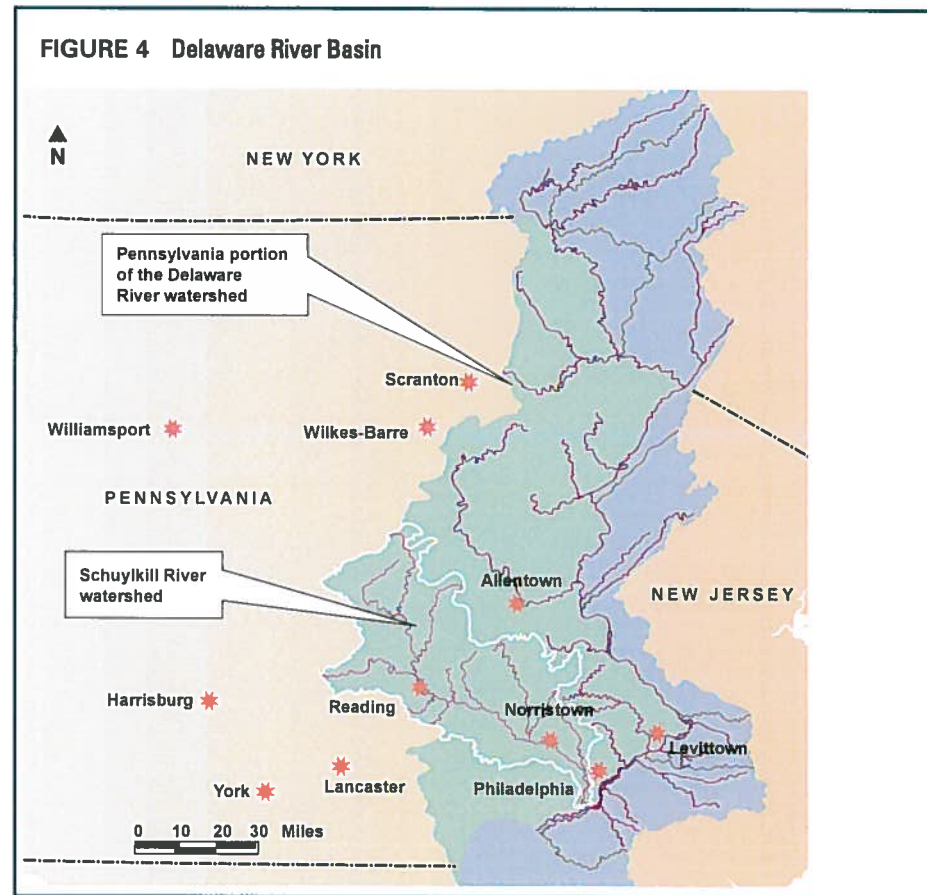 FIGURE 4 Delaware River Basin
N
NEW YORK
Pennsylvania portion
of the Delaware
River watershed
Scranton
Williamsport
Wilkes-Barre
PENNSYLVANIA
Schuylkill River
watershed
Allentown
NEW JERSEY
Harrisburg
Reading
Norristown
Levittown
Lancaster
Philadelphia
York
0 10 20 30 Miles